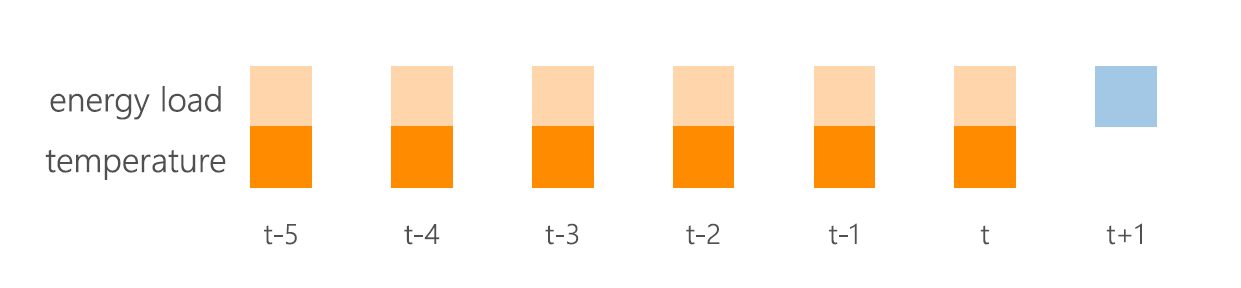 energy load
temperature
t-5 t-4 t-3 t-2 t-1 t t+1